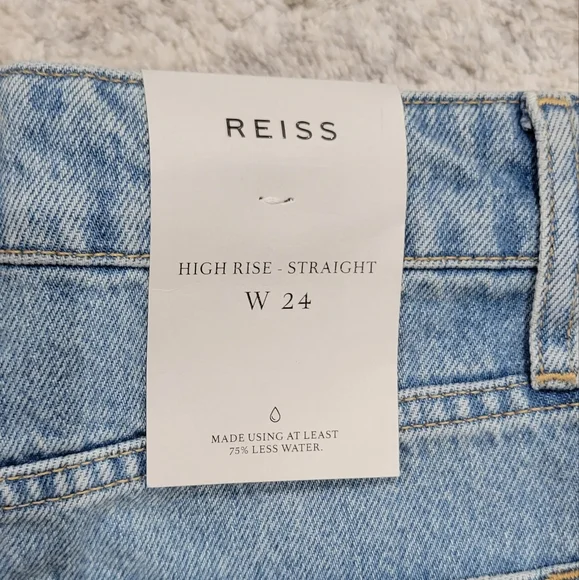 REISS
HIGH RISE - STRAIGHT
W 24
MADE USING AT LEAST
75% LESS WATER.